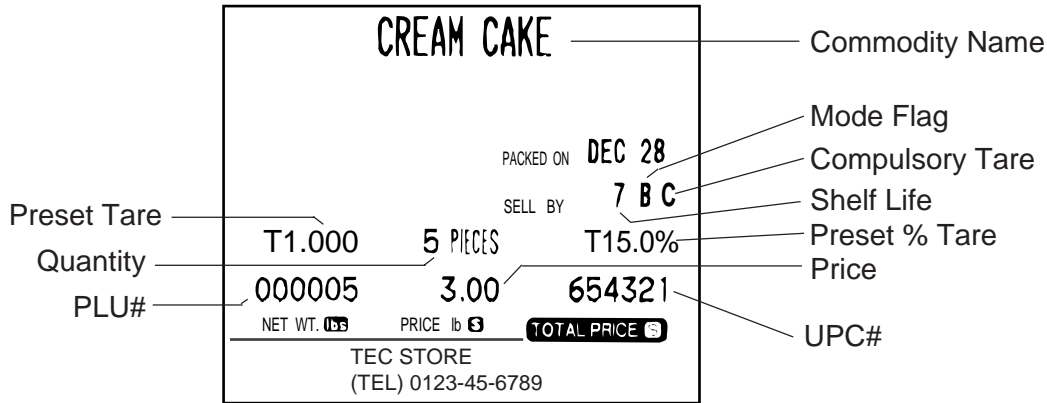 CREAM CAKE
Commodity Name
Mode Flag
PACKED ON DEC 28
Compulsory Tare
SELL BY 7 B C
Shelf Life
Preset Tare
T1.000 5 PIECES T15.0%
Preset % Tare
Quantity
Price
000005 3.00 654321
PLU#
NET WT. lbs PRICE lb $ TOTAL PRICE $
UPC#
TEC STORE
(TEL) 0123-45-6789